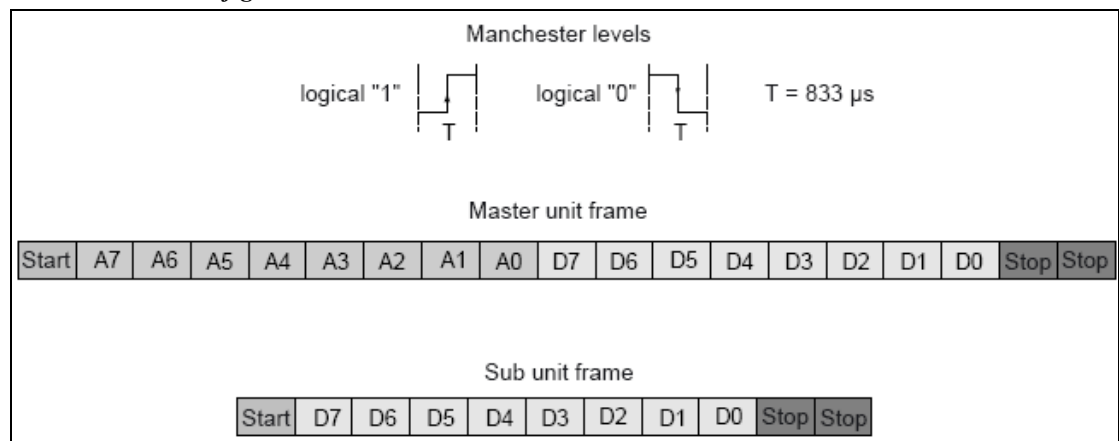 Manchester levels
logical "1" T logical "0" T T = 833 µs
Master unit frame
Start A7 A6 A5 A4 A3 A2 A1 A0 D7 D6 D5 D4 D3 D2 D1 D0 Stop Stop
Sub unit frame
Start D7 D6 D5 D4 D3 D2 D1 D0 Stop Stop